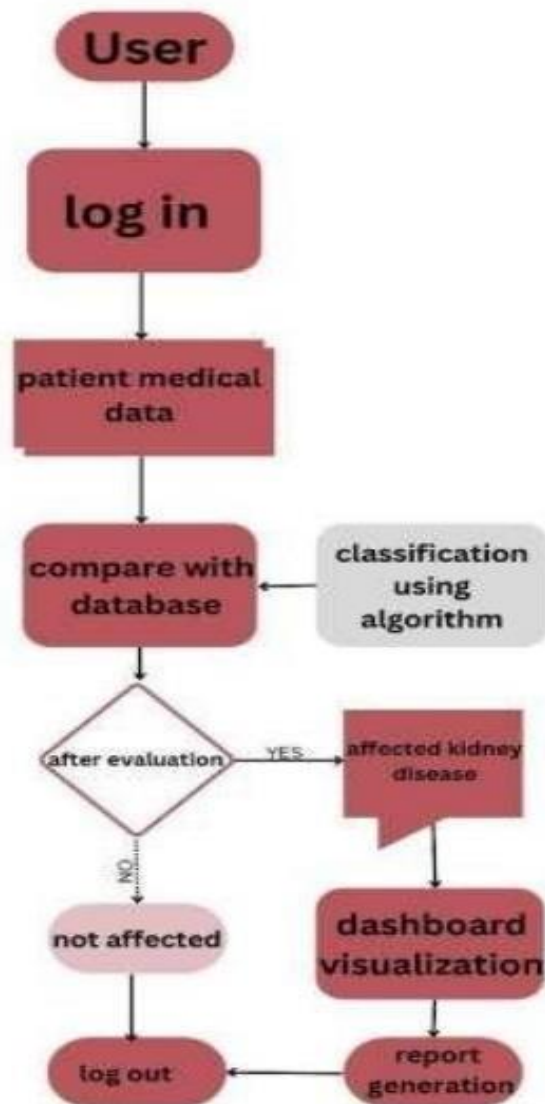 User
log in
patient medical
data
compare with
database
classification
using
algorithm
after evaluation
YES
affected kidney
disease
NO
not affected
dashboard
visualization
log out
report
generation